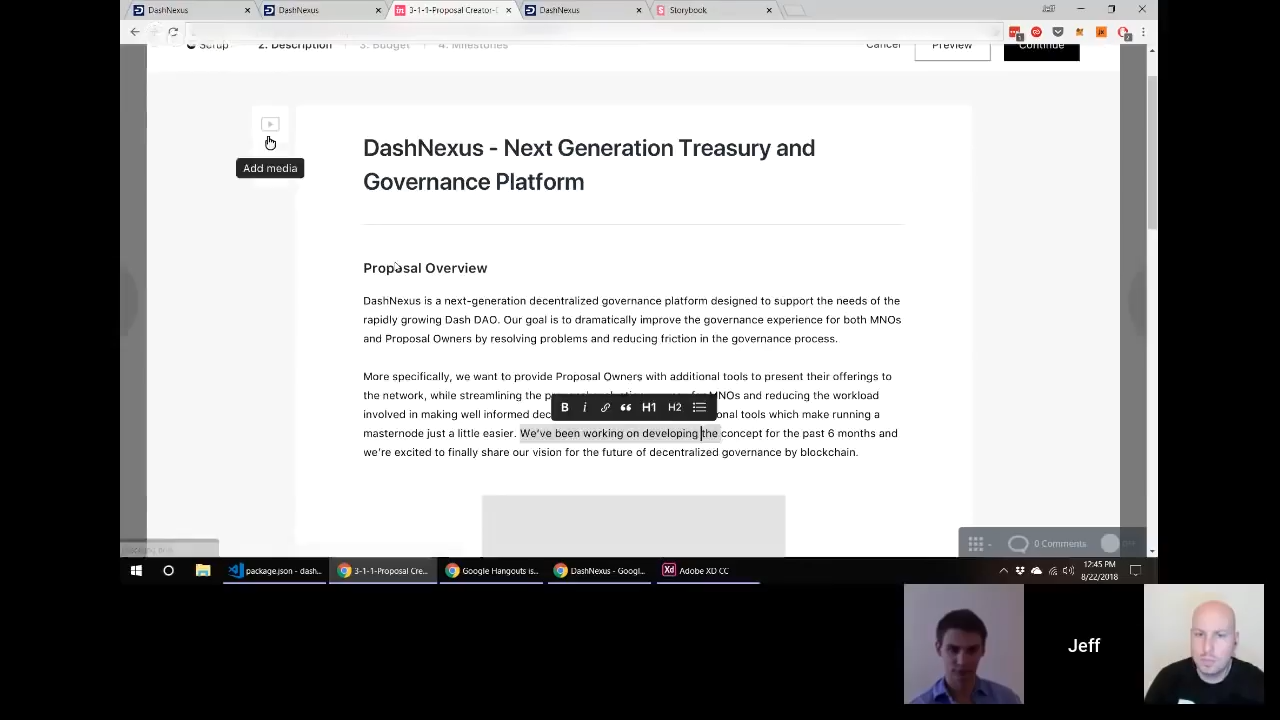 DashNexus
DashNexus
3-1-1-Proposal Creator-D
DashNexus
Storybook
2. Description
3. Budget
4. Milestones
Cancel
Preview
Continue
Add media
DashNexus - Next Generation Treasury and
Governance Platform
Proposal Overview
DashNexus is a next-generation decentralized governance platform designed to support the needs of the
rapidly growing Dash DAO. Our goal is to dramatically improve the governance experience for both MNOs
and Proposal Owners by resolving problems and reducing friction in the governance process.
More specifically, we want to provide Proposal Owners with additional tools to present their offerings to
the network, while streamlining the MNOs and reducing the workload
B i H1 H2
involved in making well informed tools which make running a
masternode just a little easier. We've been working on developing the concept for the past 6 months and
we're excited to finally share our vision for the future of decentralized governance by blockchain.
0 Comments
package.json - dash...
3-1-1-Proposal Cre...
Google Hangouts is...
DashNexus - Googl...
Xd Adobe XD CC
12:45 PM
8/22/2018
Jeff